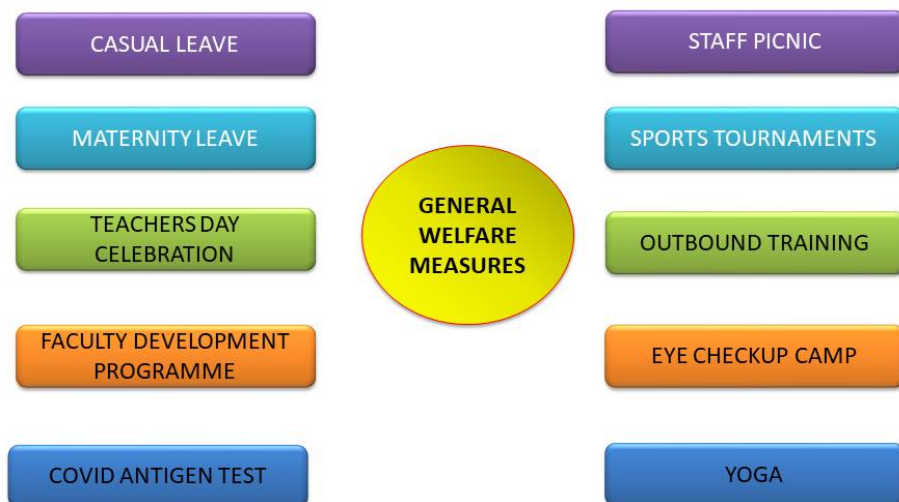 CASUAL LEAVE
MATERNITY LEAVE
TEACHERS DAY
CELEBRATION
FACULTY DEVELOPMENT
PROGRAMME
COVID ANTIGEN TEST
GENERAL
WELFARE
MEASURES
STAFF PICNIC
SPORTS TOURNAMENTS
OUTBOUND TRAINING
EYE CHECKUP CAMP
YOGA